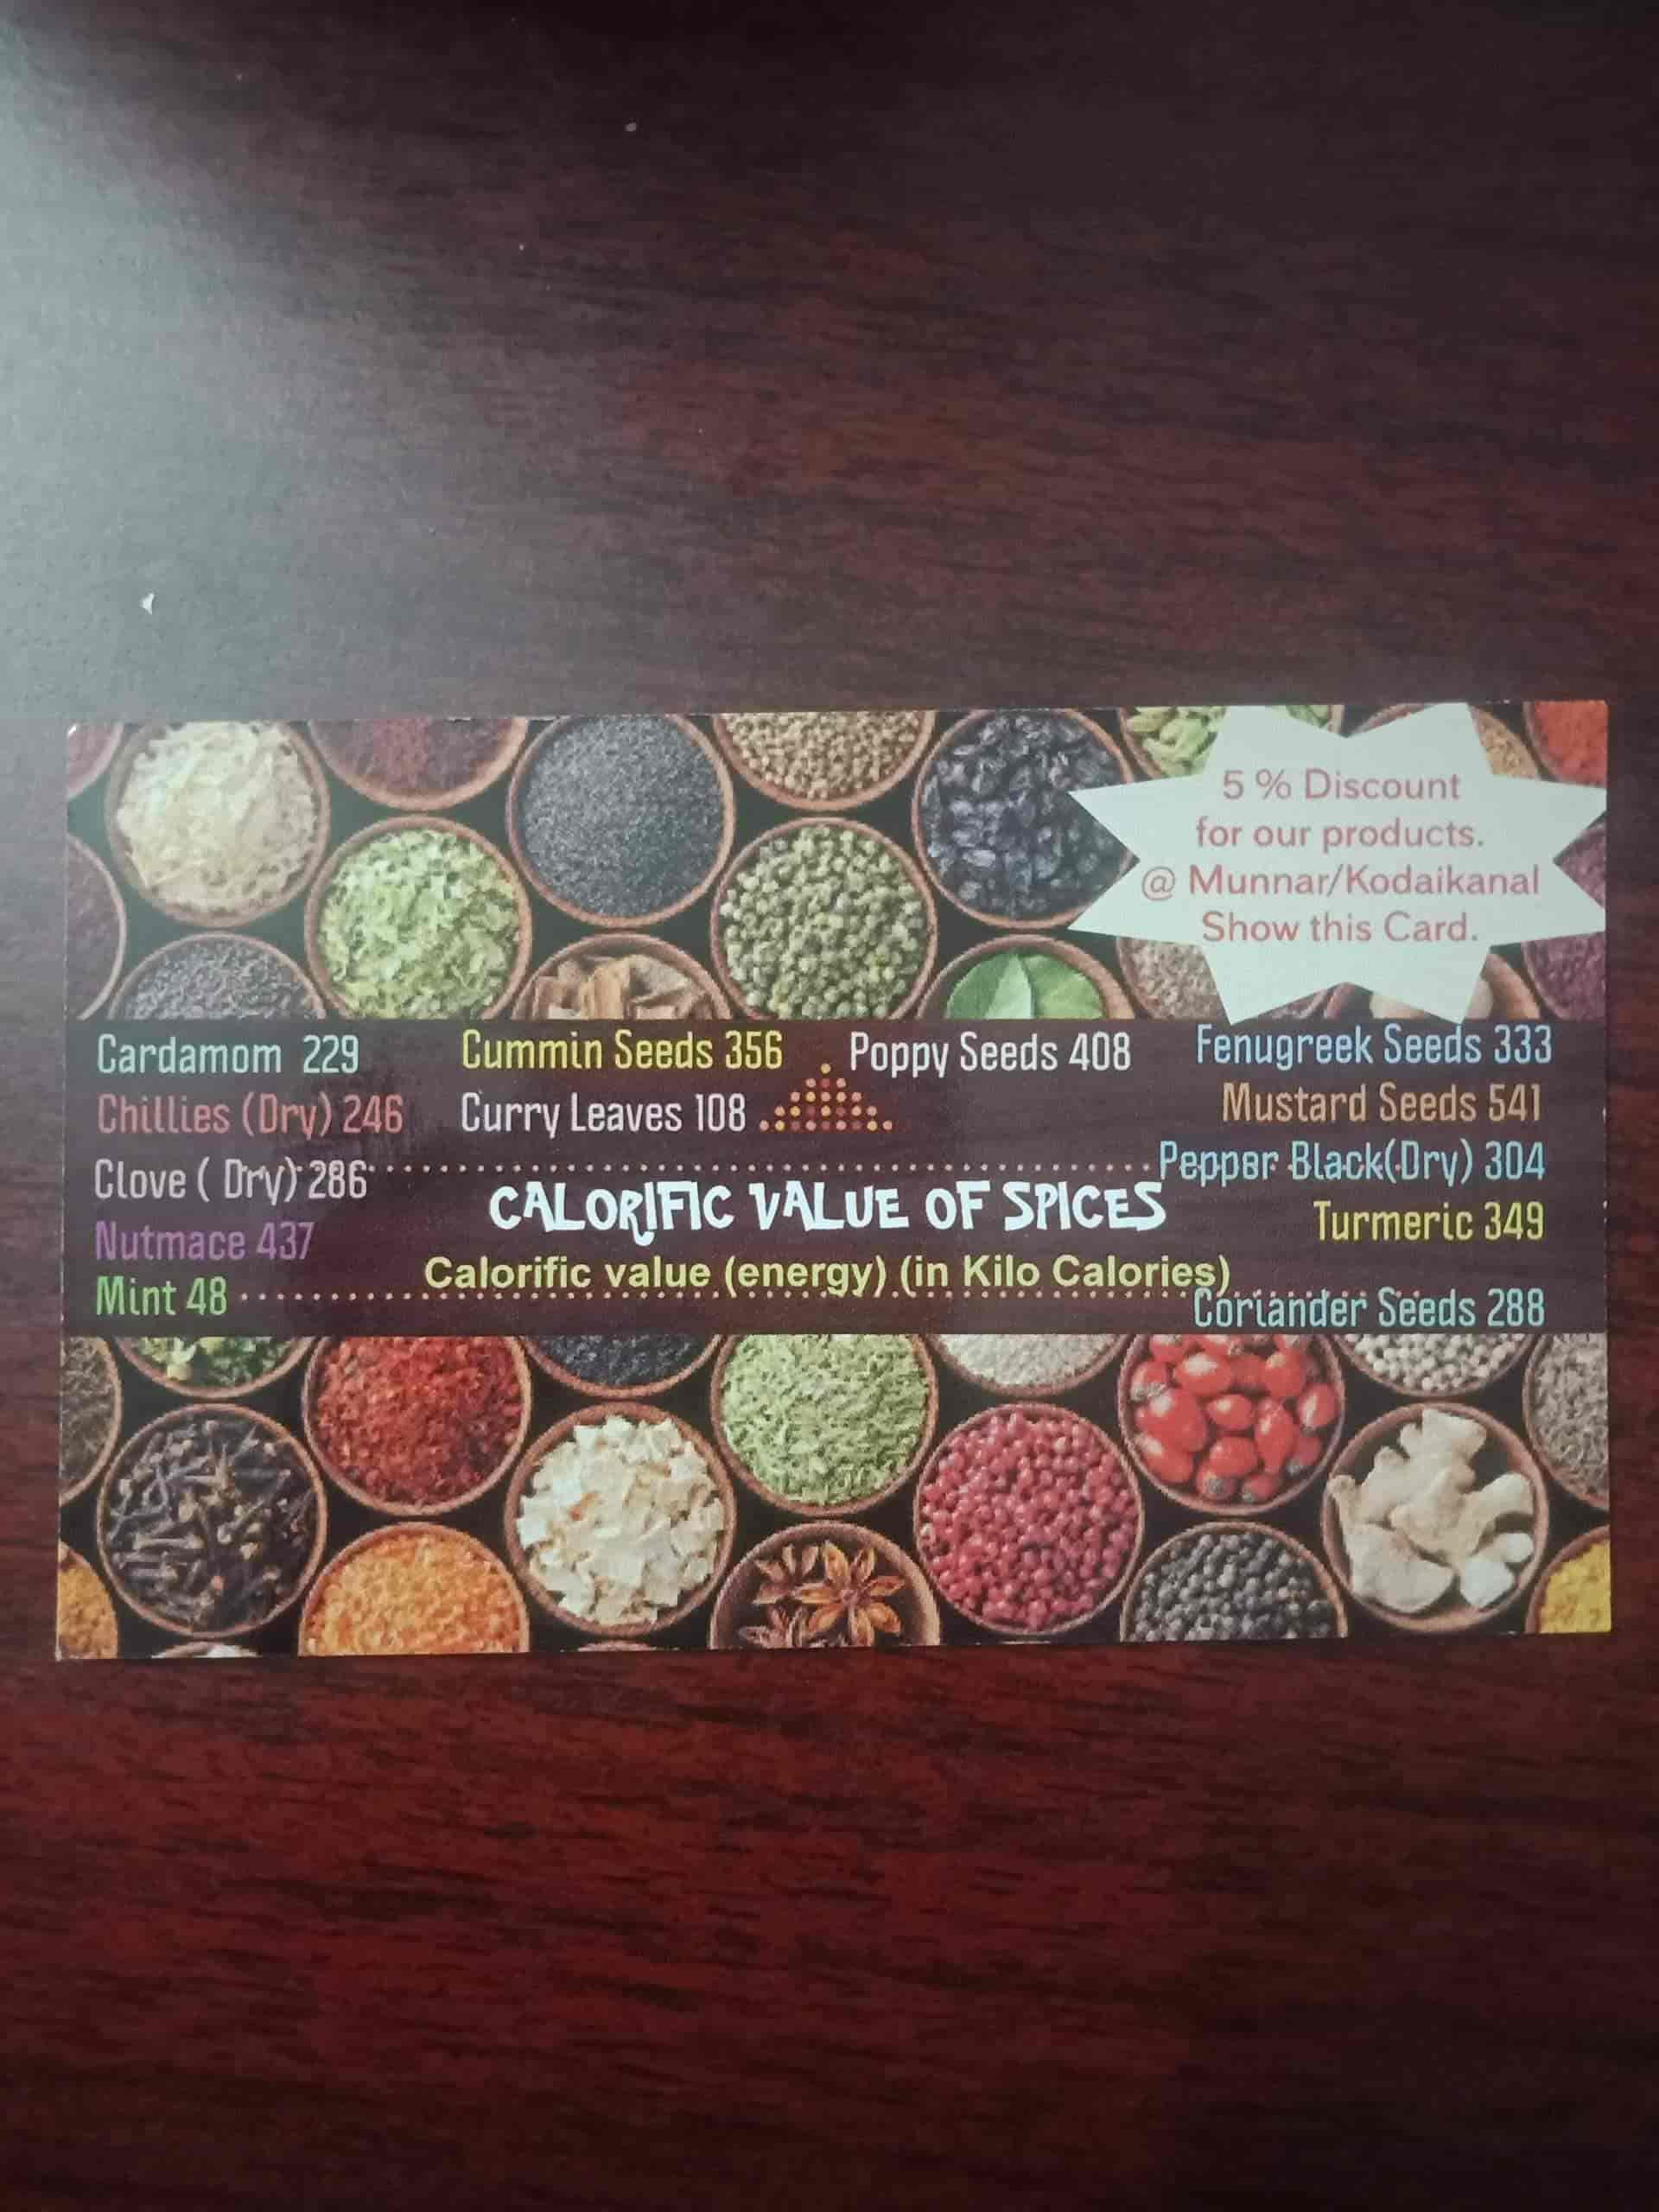 5 % Discount
for our products.
@ Munnar/Kodaikanal
Show this Card.
Cardamom 229
Chillies (Dry) 246
Clove ( Dry) 286
Nutmace 437
Mint 48
Cummin Seeds 356
Curry Leaves 108
Poppy Seeds 408
Fenugreek Seeds 333
Mustard Seeds 541
Pepper Black(Dry) 304
Turmeric 349
Coriander Seeds 288
CALORIFIC VALUE OF SPICES
Calorific value (energy) (in Kilo Calories)